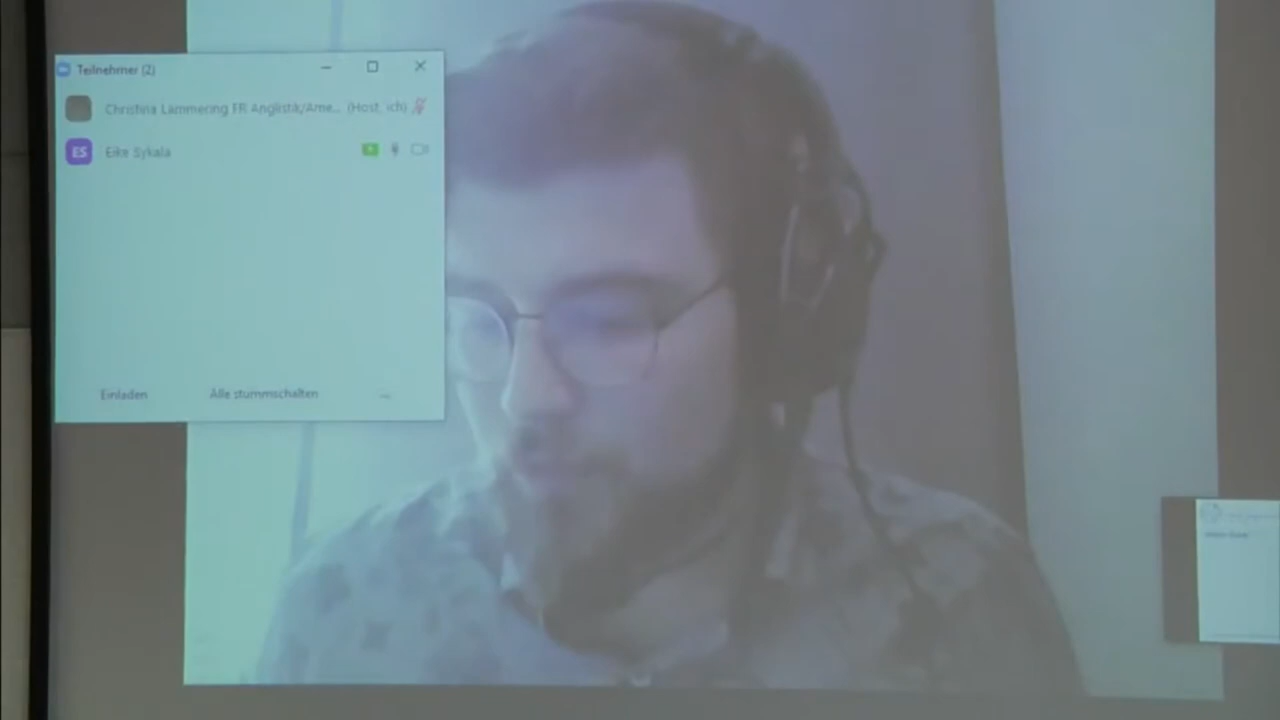 Teilnehmer (2)
Christina Lammering FR Anglistik/Ame... (Host, ich)
ES Eike Sykala
Einladen Alle stummschalten ...